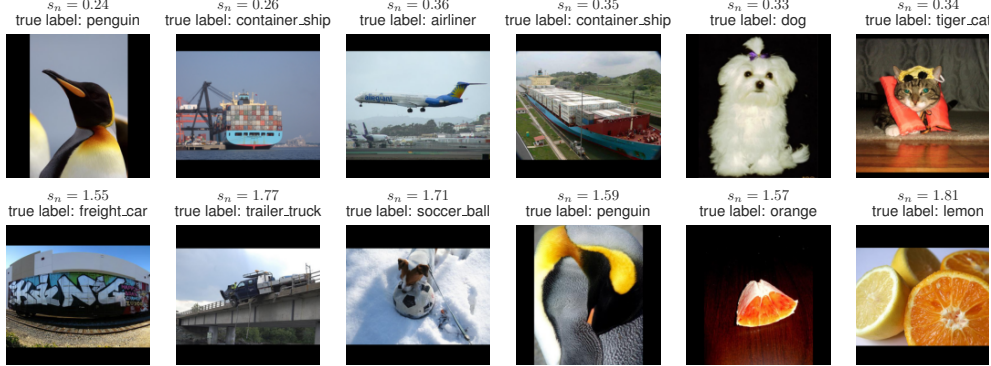 s_n = 0.24 s_n = 0.26 s_n = 0.36 s_n = 0.35 s_n = 0.33 s_n = 0.34
true label: penguin true label: container_ship true label: airliner true label: container_ship true label: dog true label: tiger_cat
allegiant
s_n = 1.55 s_n = 1.77 s_n = 1.71 s_n = 1.59 s_n = 1.57 s_n = 1.81
true label: freight_car true label: trailer_truck true label: soccer_ball true label: penguin true label: orange true label: lemon